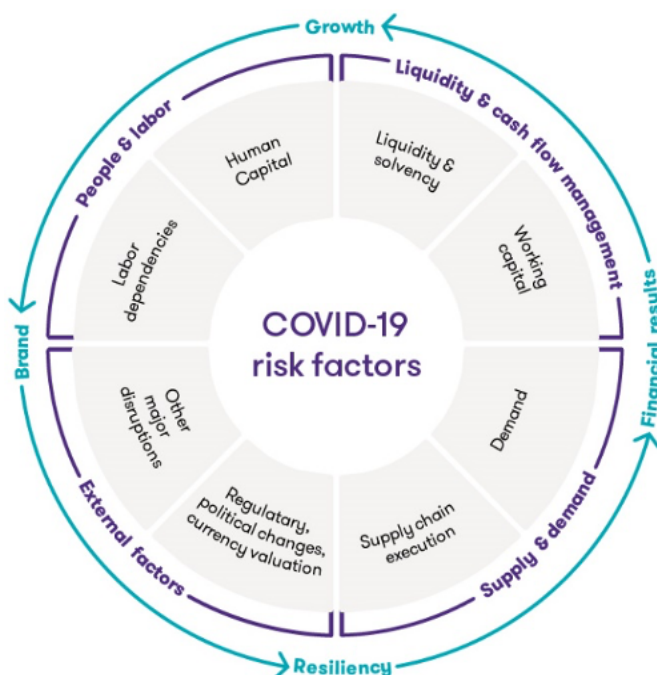 Growth
People & labor
Liquidity & cash flow management
Human
Capital
Liquidity &
solvency
Labor
dependencies
Working
capital
COVID-19
risk factors
Brand
Financial results
Other
major
disruptions
Demand
Regulatary,
political changes,
currency valuation
Supply chain
execution
External factors
Supply & demand
Resiliency